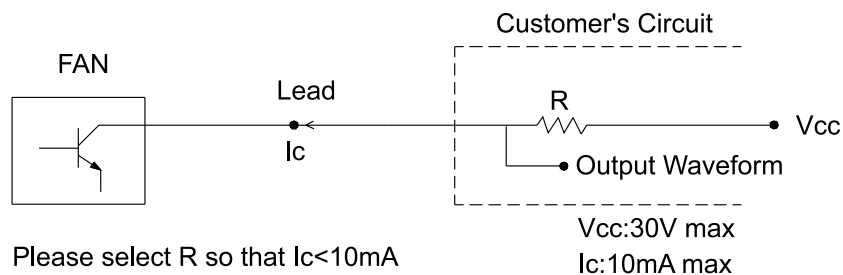 Customer's Circuit
FAN
Lead
R
Ic
Vcc
Output Waveform
Vcc:30V max
Please select R so that Ic<10mA
Ic:10mA max